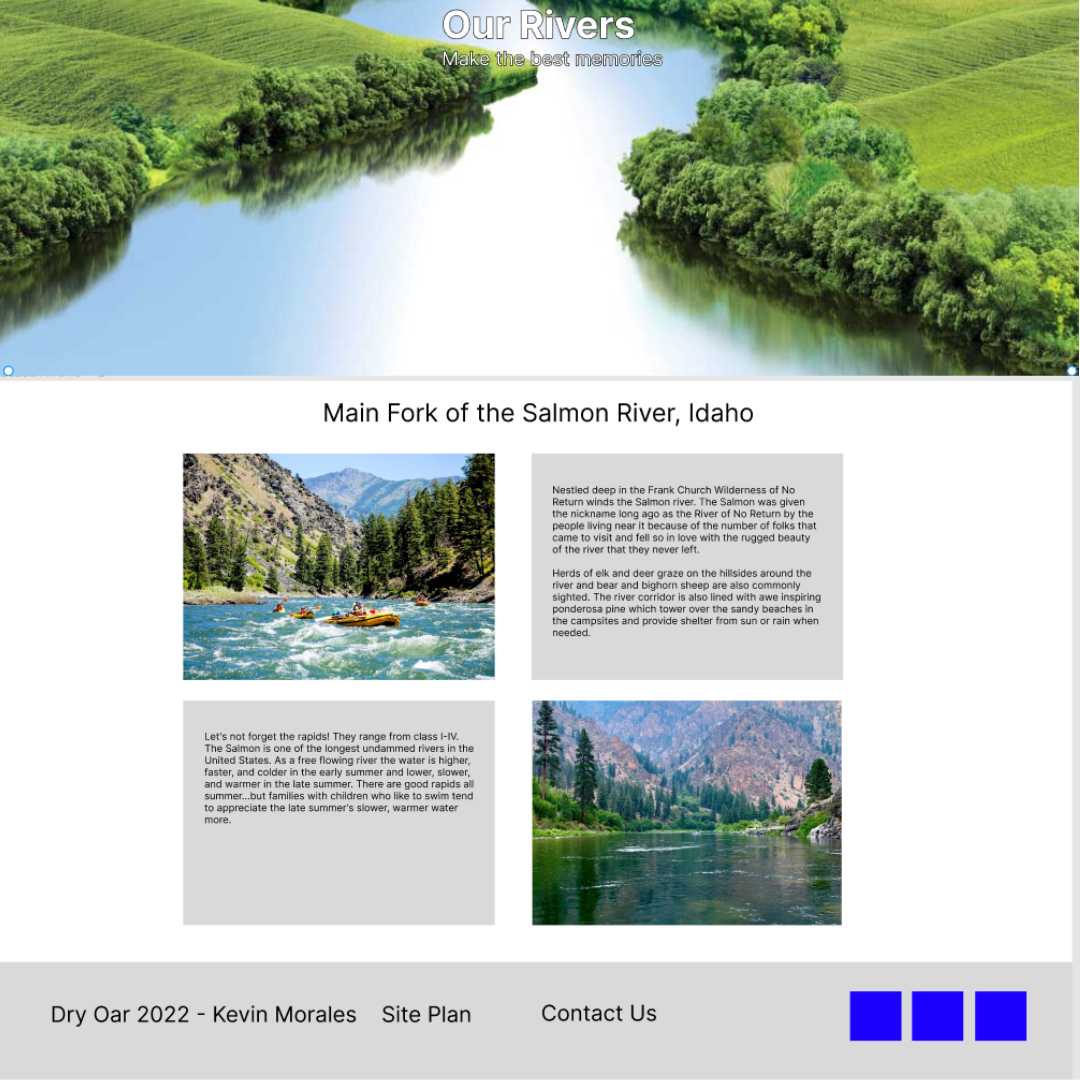 Our Rivers
Make the best memories
Main Fork of the Salmon River, Idaho
Nestled deep in the Frank Church Wilderness of No
Return winds the Salmon river. The Salmon was given
the nickname long ago as the River of No Return by the
people living near it because of the number of folks that
came to visit and fell so in love with the rugged beauty
of the river that they never left.
Herds of elk and deer graze on the hillsides around the
river and bear and bighorn sheep are also commonly
sighted. The river corridor is also lined with awe inspiring
ponderosa pine which tower over the sandy beaches in
the campsites and provide shelter from sun or rain when
needed.
Let's not forget the rapids! They range from class I-IV.
The Salmon is one of the longest undammed rivers in the
United States. As a free flowing river the water is higher,
faster, and colder in the early summer and lower, slower,
and warmer in the late summer. There are good rapids all
summer...but families with children who like to swim tend
to appreciate the late summer's slower, warmer water
more.
Dry Oar 2022 - Kevin Morales Site Plan Contact Us